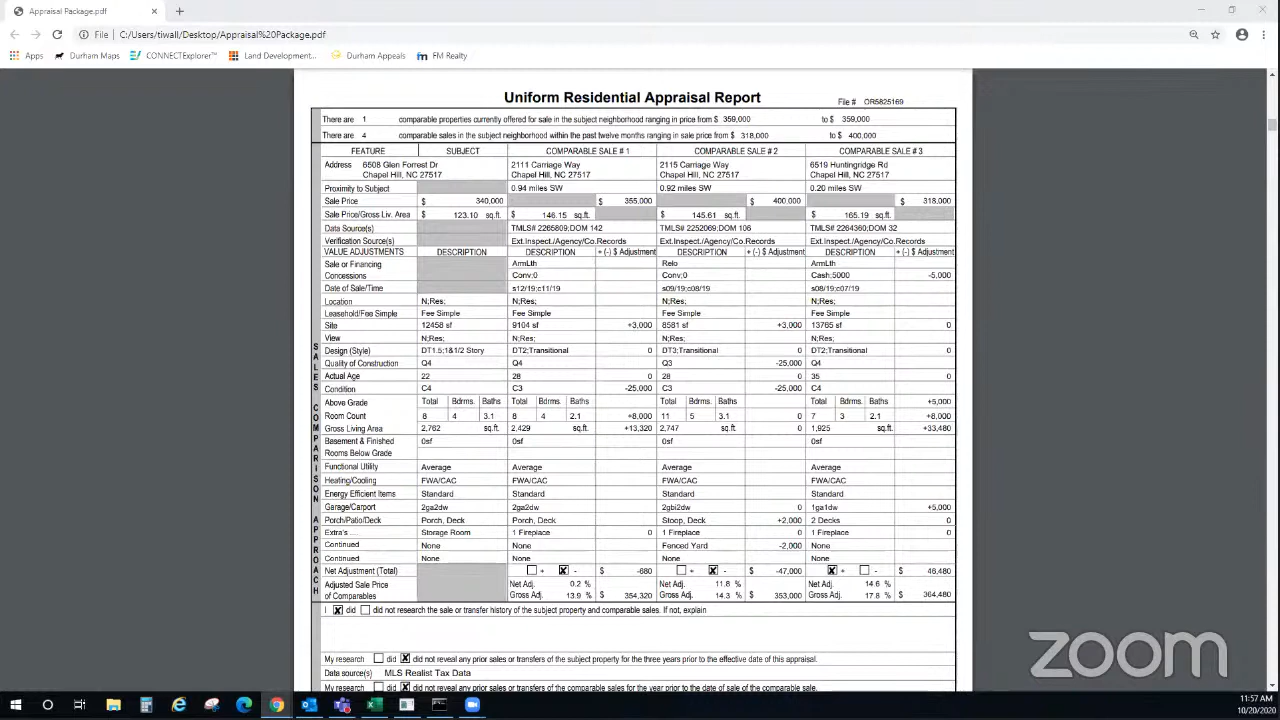 Appraisal Package.pdf
File C:/Users/tiwall/Desktop/Appraisal%20Package.pdf
Apps Durham Maps CONNECTExplorer™ Land Development... Durham Appeals FM Realty
Uniform Residential Appraisal Report File # OR5825169
There are 1 comparable properties currently offered for sale in the subject neighborhood ranging in price from $ 359,000 to $ 359,000
There are 4 comparable sales in the subject neighborhood within the past twelve months ranging in sale price from $ 318,000 to $ 400,000
FEATURE SUBJECT COMPARABLE SALE # 1 COMPARABLE SALE # 2 COMPARABLE SALE # 3
Address 6508 Glen Forrest Dr 2111 Carriage Way 2115 Carriage Way 6519 Huntingridge Rd
Chapel Hill, NC 27517 Chapel Hill, NC 27517 Chapel Hill, NC 27517 Chapel Hill, NC 27517
Proximity to Subject 0.94 miles SW 0.92 miles SW 0.20 miles SW
Sale Price $ 340,000 $ 355,000 $ 400,000 $ 318,000
Sale Price/Gross Liv. Area $ 123.10 sq.ft. $ 146.15 sq.ft. $ 145.61 sq.ft. $ 165.19 sq.ft.
Data Source(s) TMLS# 2265809;DOM 142 TMLS# 2252069;DOM 106 TMLS# 2264360;DOM 32
Verification Source(s) Ext.Inspect./Agency/Co.Records Ext.Inspect./Agency/Co.Records Ext.Inspect./Agency/Co.Records
VALUE ADJUSTMENTS DESCRIPTION DESCRIPTION + (-) $ Adjustment DESCRIPTION + (-) $ Adjustment DESCRIPTION + (-) $ Adjustment
Sale or Financing ArmLth Relo ArmLth
Concessions Conv;0 Conv;0 Cash;5000 -5,000
Date of Sale/Time s12/19;c11/19 s09/19;c08/19 s08/19;c07/19
Location N;Res; N;Res; N;Res; N;Res;
Leasehold/Fee Simple Fee Simple Fee Simple Fee Simple Fee Simple
Site 12458 sf 9104 sf +3,000 8581 sf +3,000 13765 sf 0
View N;Res; N;Res; N;Res; N;Res;
Design (Style) DT1.5;1&1/2 Story DT2;Transitional 0 DT3;Transitional 0 DT2;Transitional 0
Quality of Construction Q4 Q4 Q3 -25,000 Q4
Actual Age 22 28 0 28 0 35 0
Condition C4 C3 -25,000 C3 -25,000 C4
Above Grade Total Bdrms. Baths Total Bdrms. Baths Total Bdrms. Baths Total Bdrms. Baths +5,000
Room Count 8 4 3.1 8 4 2.1 +8,000 11 5 3.1 0 7 3 2.1 +8,000
Gross Living Area 2,762 sq.ft. 2,429 sq.ft. +13,320 2,747 sq.ft. 0 1,925 sq.ft. +33,480
Basement & Finished 0sf 0sf 0sf 0sf
Rooms Below Grade
Functional Utility Average Average Average Average
Heating/Cooling FWA/CAC FWA/CAC FWA/CAC FWA/CAC
Energy Efficient Items Standard Standard Standard Standard
Garage/Carport 2ga2dw 2ga2dw 2gbi2dw 0 1ga1dw +5,000
Porch/Patio/Deck Porch, Deck Porch, Deck Stoop, Deck +2,000 2 Decks 0
Extra's .... Storage Room 1 Fireplace 0 1 Fireplace 0 1 Fireplace 0
Continued None None Fenced Yard -2,000 None
Continued None None None None
Net Adjustment (Total) + X - $ -680 + X - $ -47,000 X + - $ 46,480
Adjusted Sale Price Net Adj. 0.2 % Net Adj. 11.8 % Net Adj. 14.6 %
of Comparables Gross Adj. 13.9 % $ 354,320 Gross Adj. 14.3 % $ 353,000 Gross Adj. 17.8 % $ 364,480
SALES COMPARISON APPROACH
I X did did not research the sale or transfer history of the subject property and comparable sales. If not, explain
My research did X did not reveal any prior sales or transfers of the subject property for the three years prior to the effective date of this appraisal.
Data source(s) MLS Realist Tax Data
My research did X did not reveal any prior sales or transfers of the comparable sales for the year prior to the date of sale of the comparable sale.
zoom
11:57 AM
10/20/2020